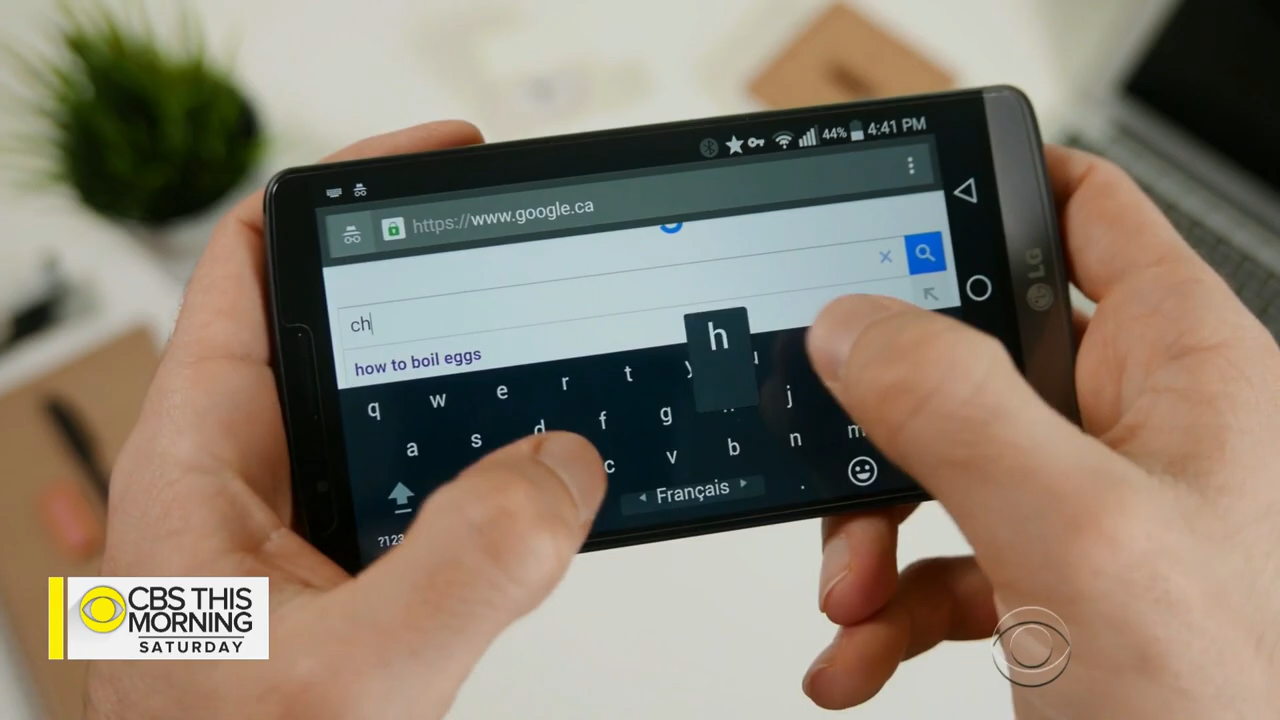 44% 4:41 PM
https://www.google.ca
ch
how to boil eggs
h
q w e r t y u
a s d f g j
c v b n m
?123 Français .
LG
CBS THIS
MORNING
SATURDAY